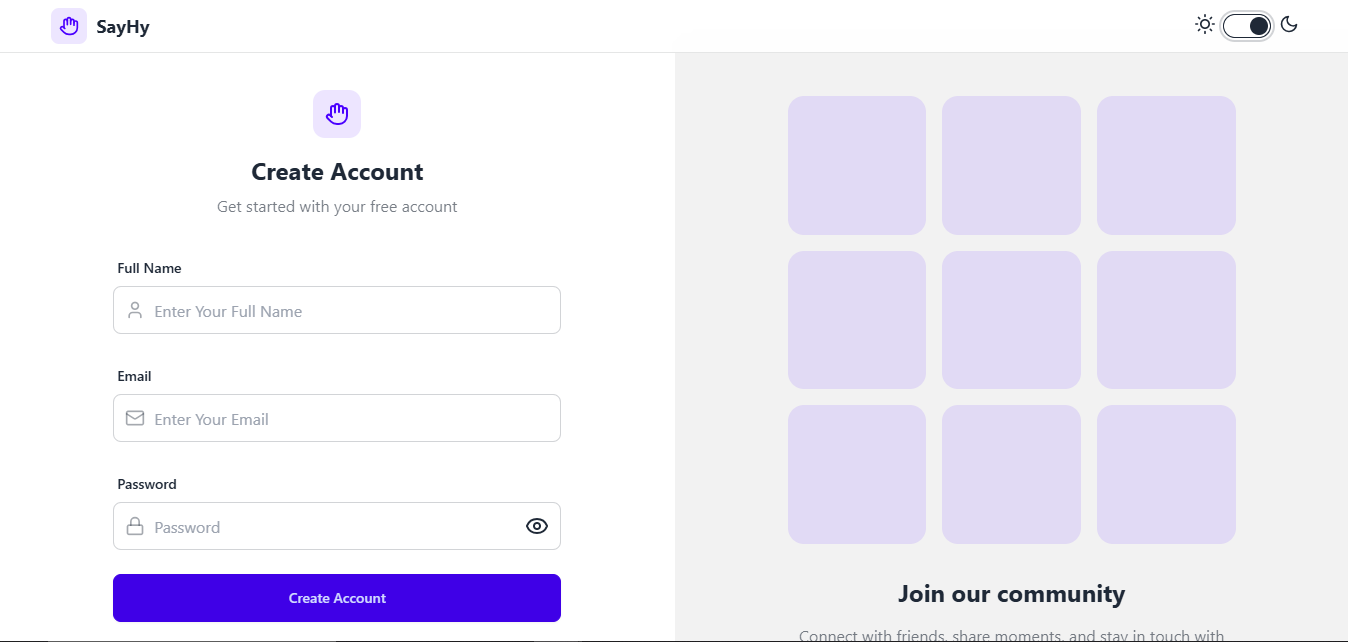 SayHy
Create Account
Get started with your free account
Full Name
Enter Your Full Name
Email
Enter Your Email
Password
Password
Create Account
Join our community
Connect with friends, share moments, and stay in touch with